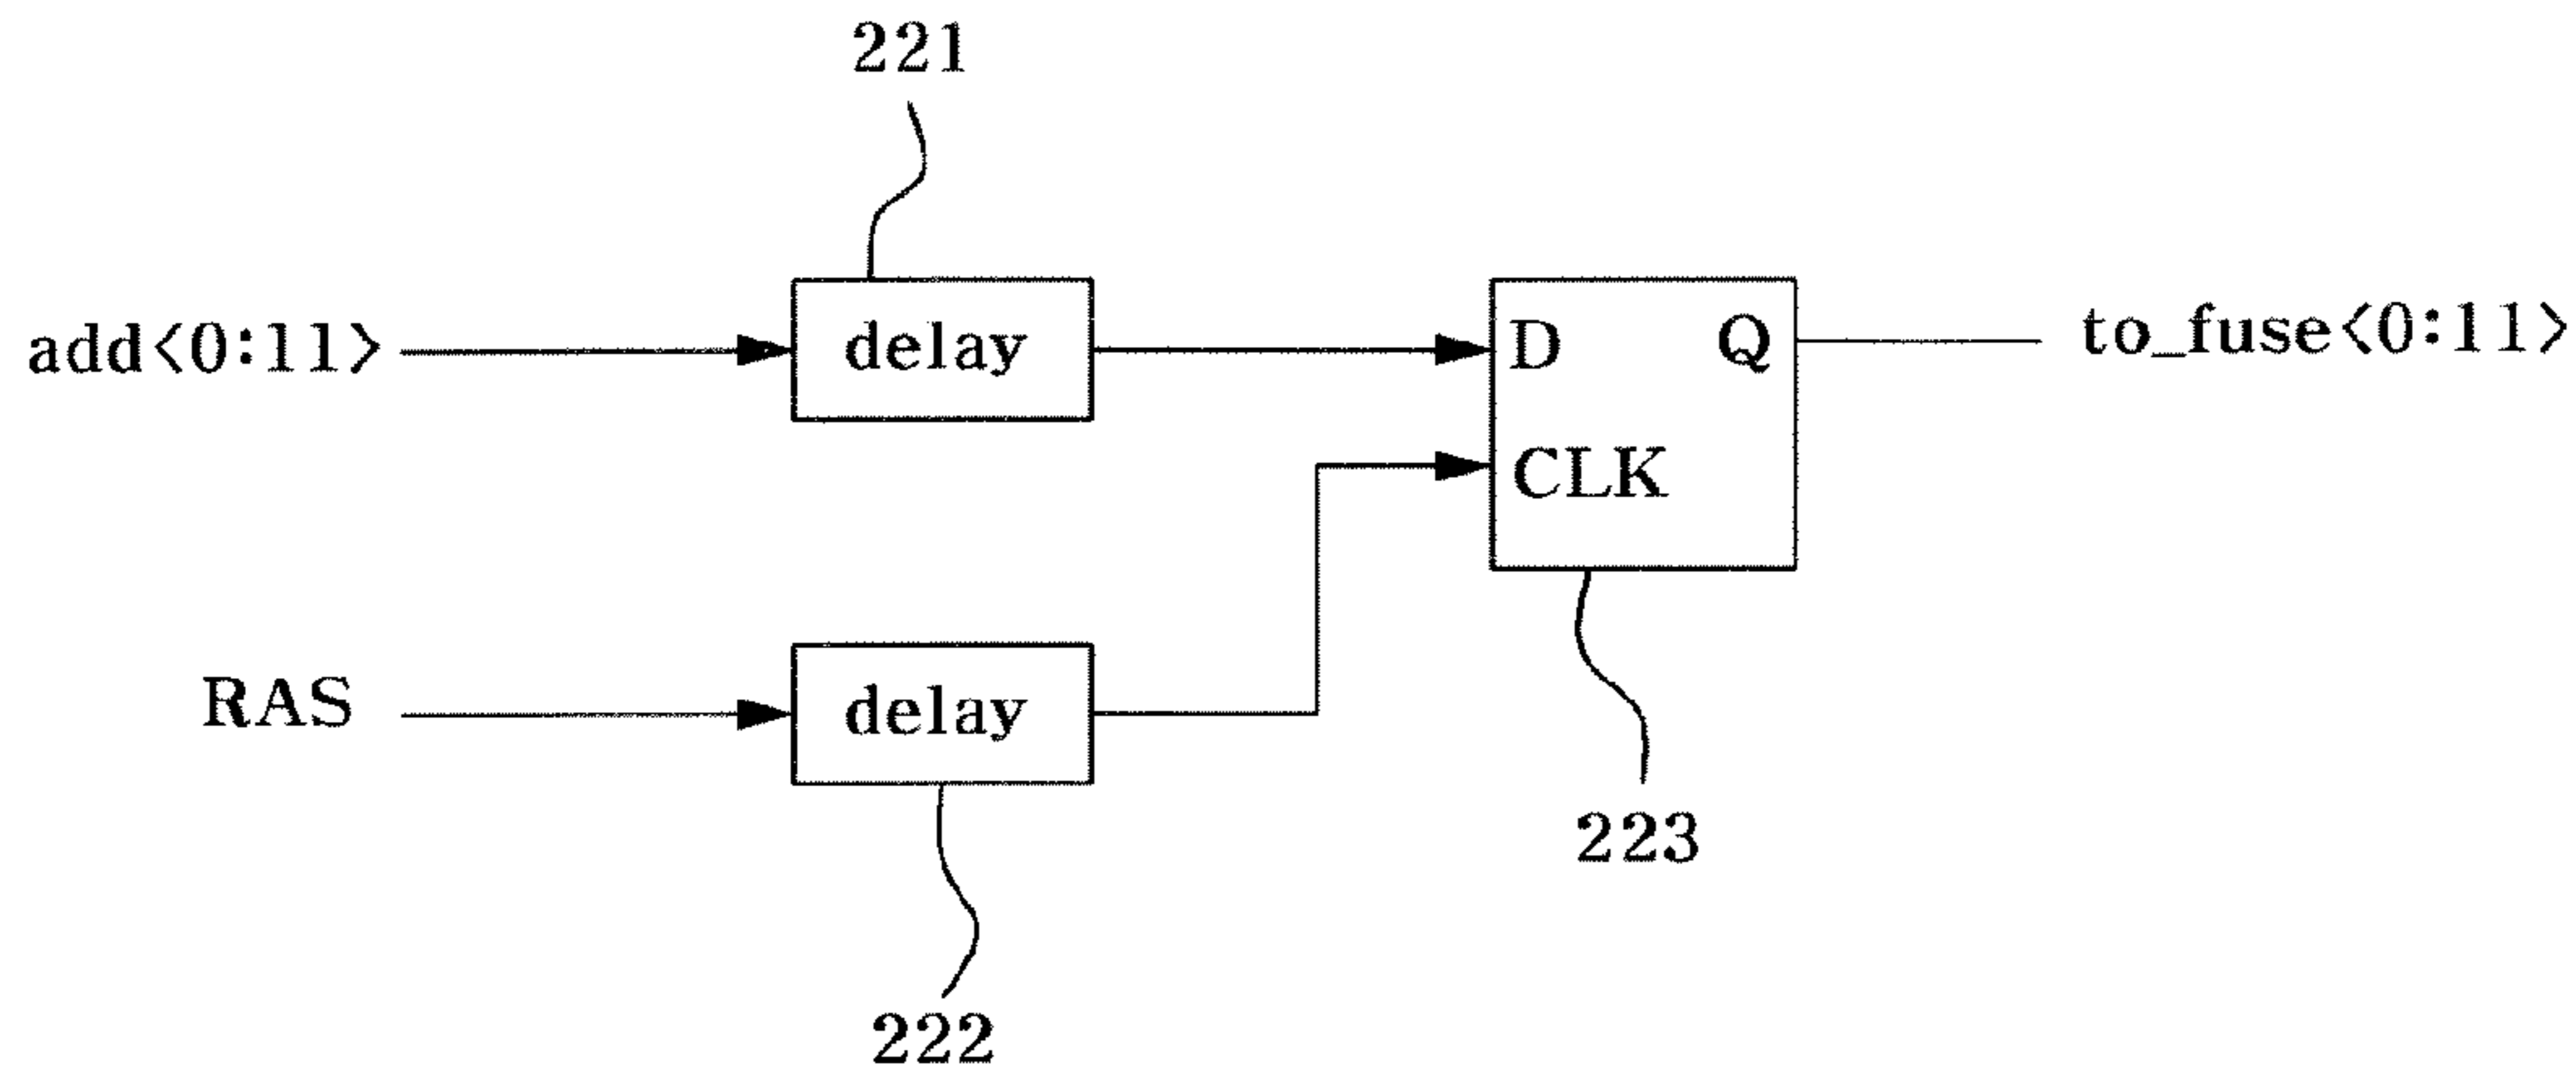 221
add<0:11>
delay
D
Q
to_fuse<0:11>
CLK
RAS
delay
223
222